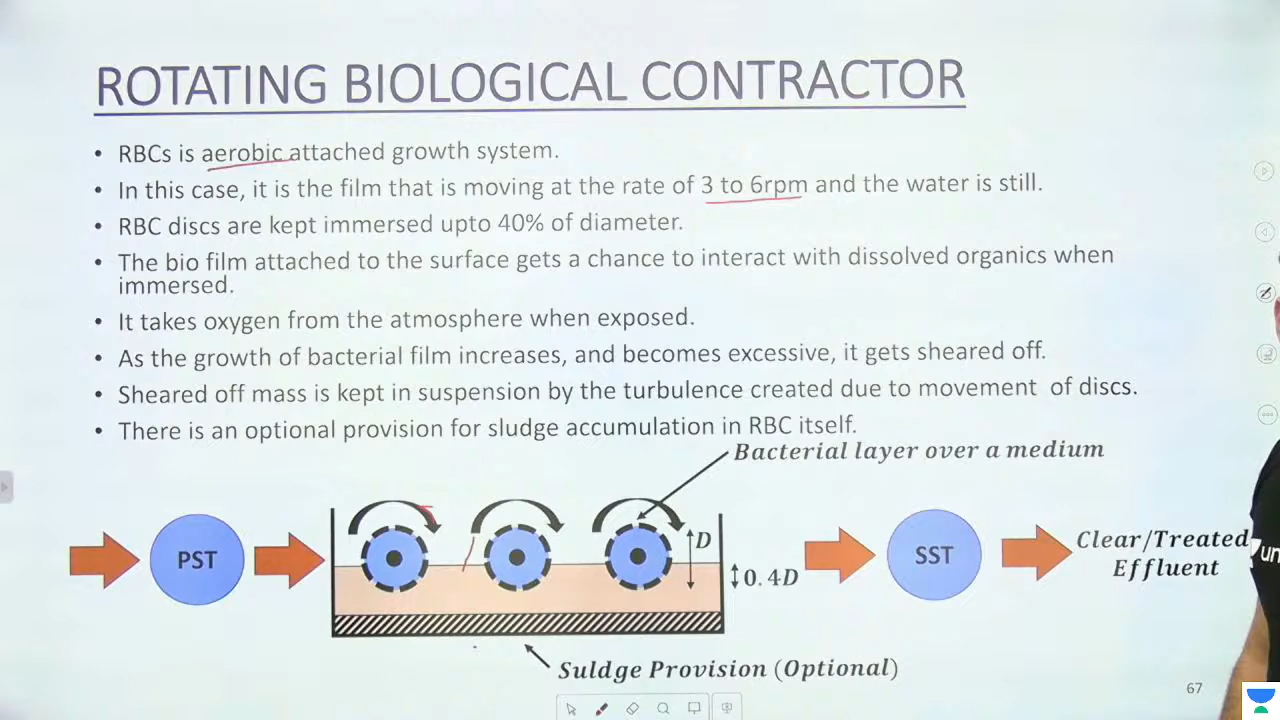 ROTATING BIOLOGICAL CONTRACTOR
• RBCs is aerobic attached growth system.
• In this case, it is the film that is moving at the rate of 3 to 6rpm and the water is still.
• RBC discs are kept immersed upto 40% of diameter.
• The bio film attached to the surface gets a chance to interact with dissolved organics when
immersed.
• It takes oxygen from the atmosphere when exposed.
• As the growth of bacterial film increases, and becomes excessive, it gets sheared off.
• Sheared off mass is kept in suspension by the turbulence created due to movement of discs.
• There is an optional provision for sludge accumulation in RBC itself.
Bacterial layer over a medium
PST
D
0.4D
SST
Clear/Treated
Effluent
un
Suldge Provision (Optional)
67